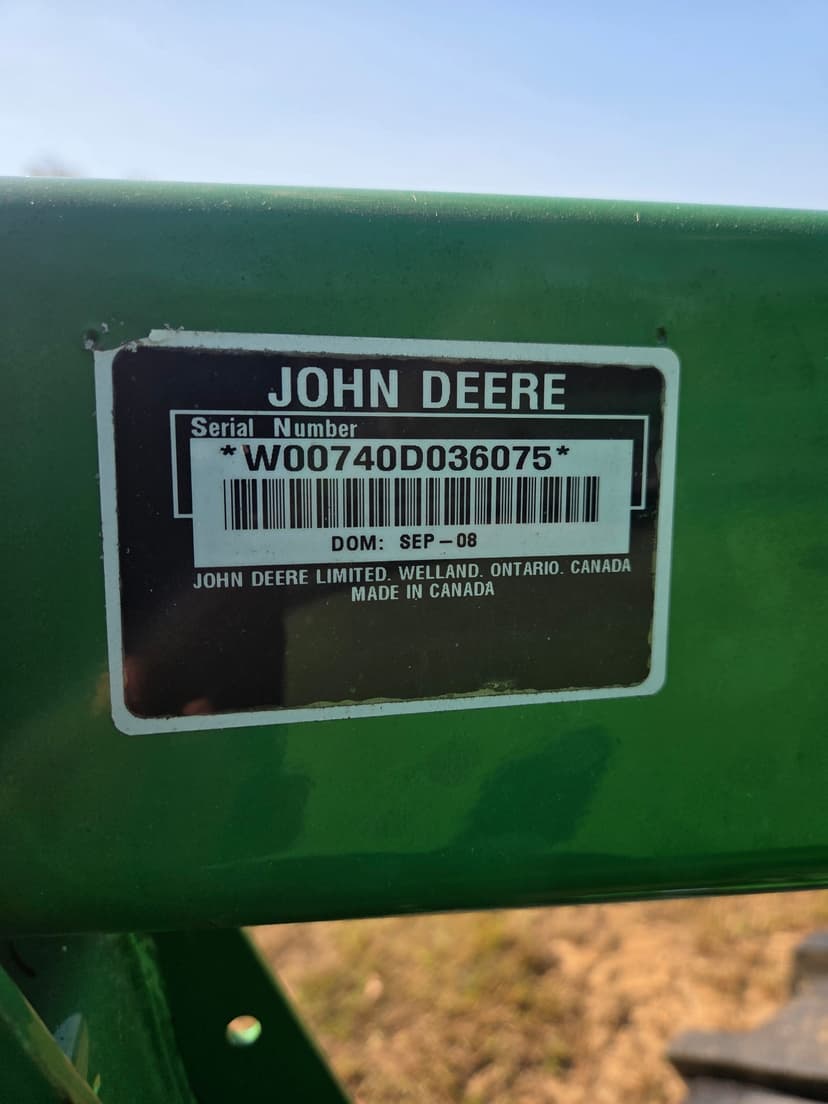 JOHN DEERE
Serial Number
*W00740D036075*
DOM: SEP-08
JOHN DEERE LIMITED. WELLAND. ONTARIO. CANADA
MADE IN CANADA